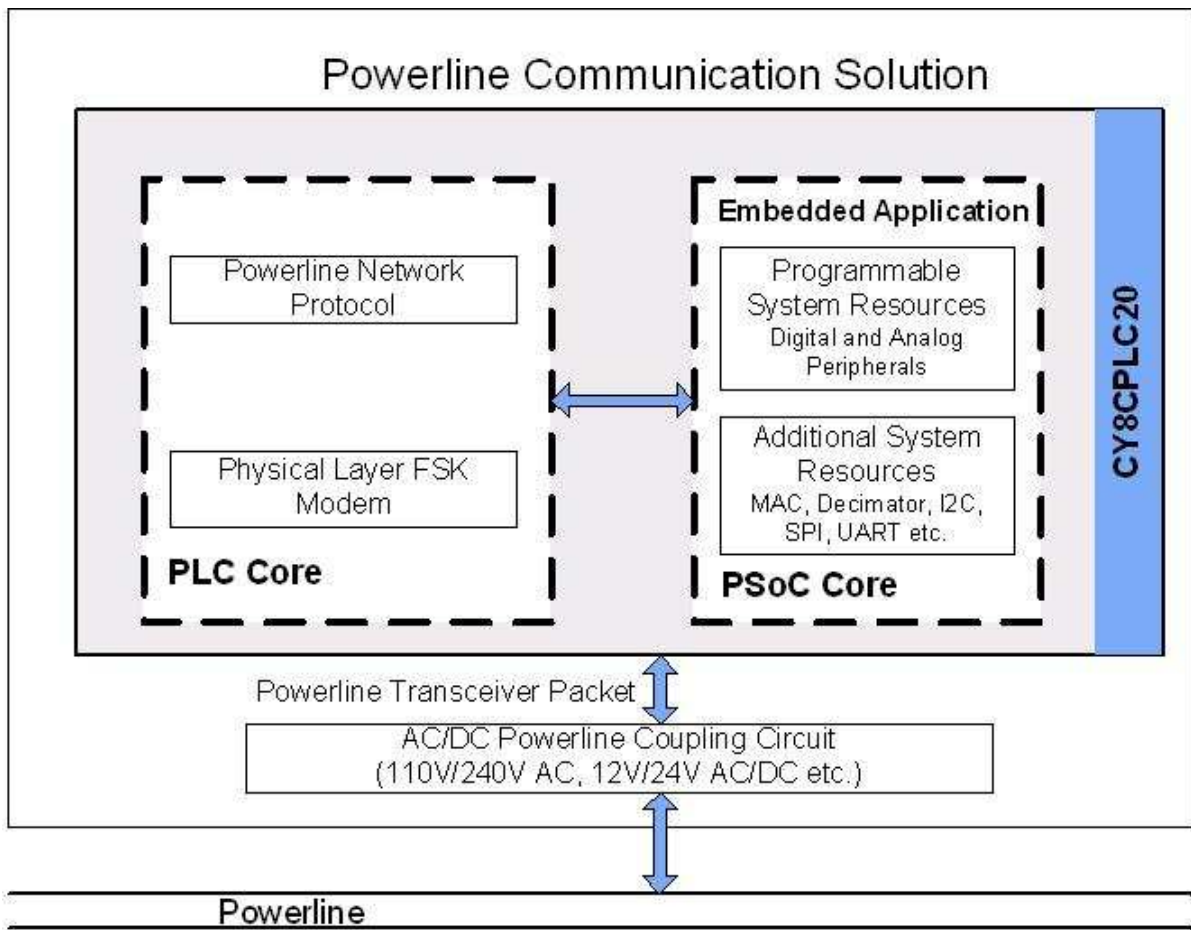 Powerline Communication Solution
Powerline Network
Protocol
Physical Layer FSK
Modem
PLC Core
Embedded Application
Programmable
System Resources
Digital and Analog
Peripherals
Additional System
Resources
MAC, Decimator, I2C,
SPI, UART etc.
PSoC Core
CY8CPLC20
Powerline Transceiver Packet
AC/DC Powerline Coupling Circuit
(110V/240V AC, 12V/24V AC/DC etc.)
Powerline